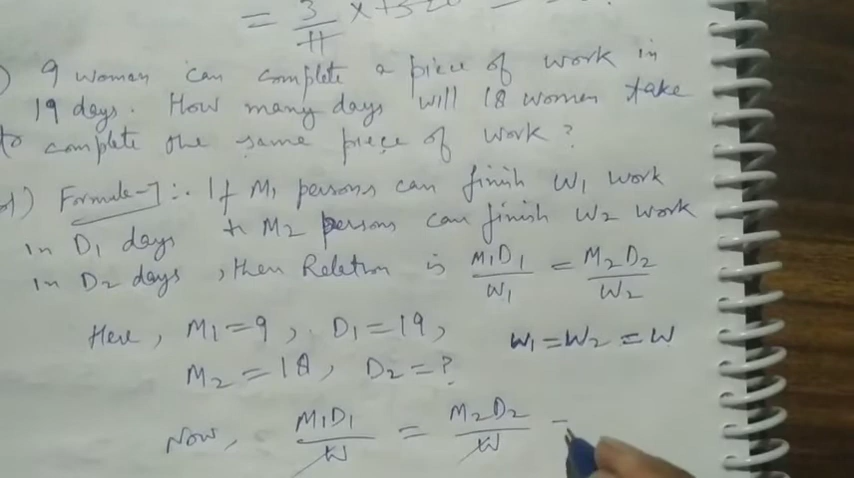 = 3/11 ×
) 9 women can complete a piece of work in
19 days. How many days will 18 women take
to complete the same piece of work?
) Formula-7:- If M1 persons can finish W1 work
in D1 days & M2 persons can finish W2 work
in D2 days, then Relation is M1D1/W1 = M2D2/W2
Here, M1=9, D1=19, W1=W2=W
M2=18, D2=?
Now, M1D1/W = M2D2/W